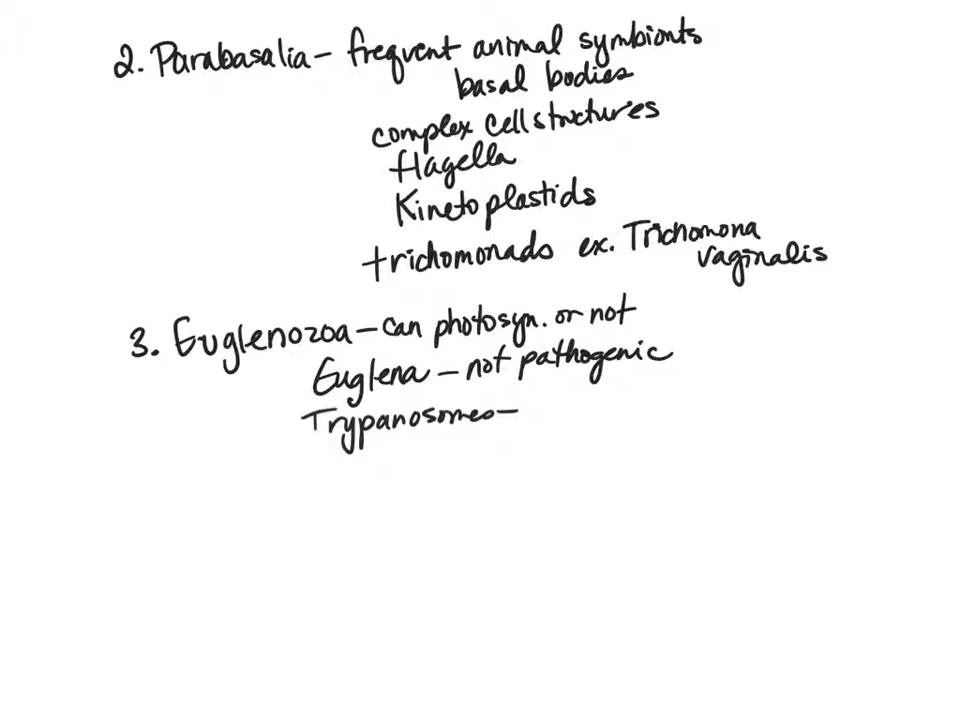 2. Parabasalia - frequent animal symbionts
basal bodies
complex cell structures
flagella
Kinetoplastids
trichomonads ex. Trichomona
vaginalis
3. Euglenozoa - can photosyn. or not
Euglena - not pathogenic
Trypanosomes -